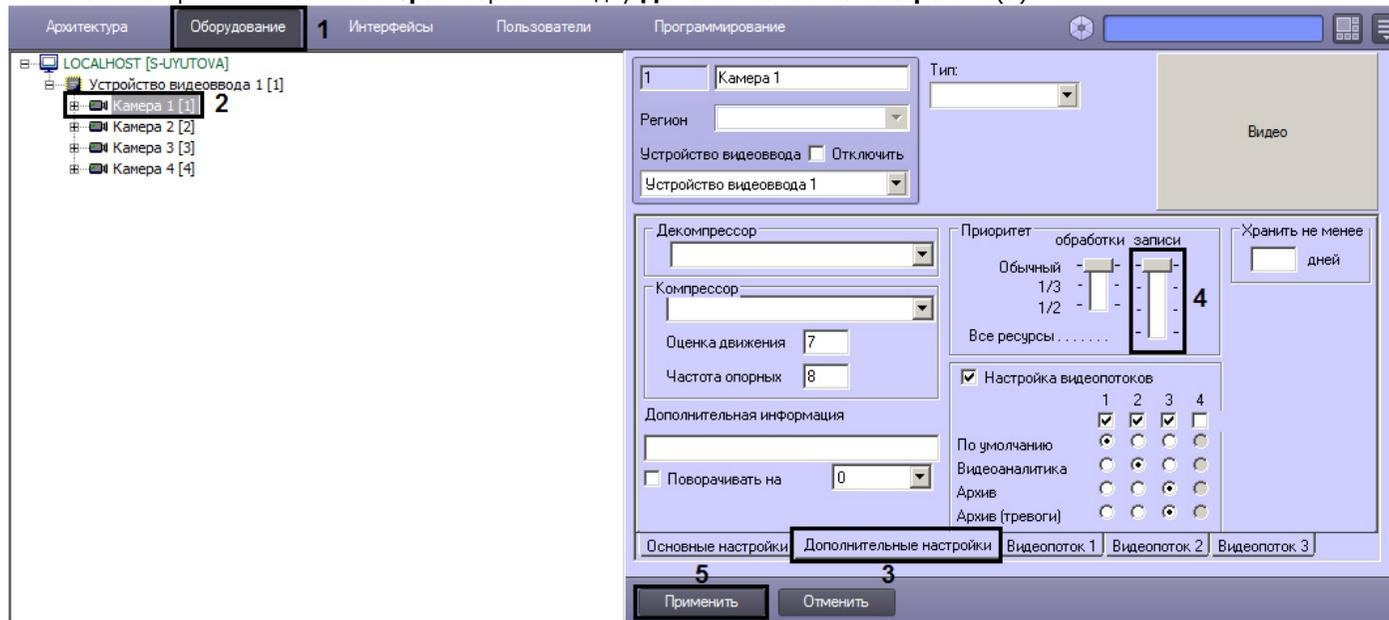 Архитектура Оборудование 1 Интерфейсы Пользователи Программирование
LOCALHOST [S-UYUTOVA]
Устройство видеоввода 1 [1]
Камера 1 [1] 2
Камера 2 [2]
Камера 3 [3]
Камера 4 [4]
1 Камера 1
Тип:
Регион
Устройство видеоввода Отключить
Устройство видеоввода 1
Видео
Декомпрессор
Компрессор
Оценка движения 7
Частота опорных 8
Дополнительная информация
Поворачивать на 0
Приоритет
обработки записи
Обычный
1/3
1/2
4
Все ресурсы . . . . . . .
Хранить не менее
дней
Настройка видеопотоков
1 2 3 4
По умолчанию
Видеоаналитика
Архив
Архив (тревоги)
Основные настройки Дополнительные настройки Видеопоток 1 Видеопоток 2 Видеопоток 3
5 3
Применить Отменить